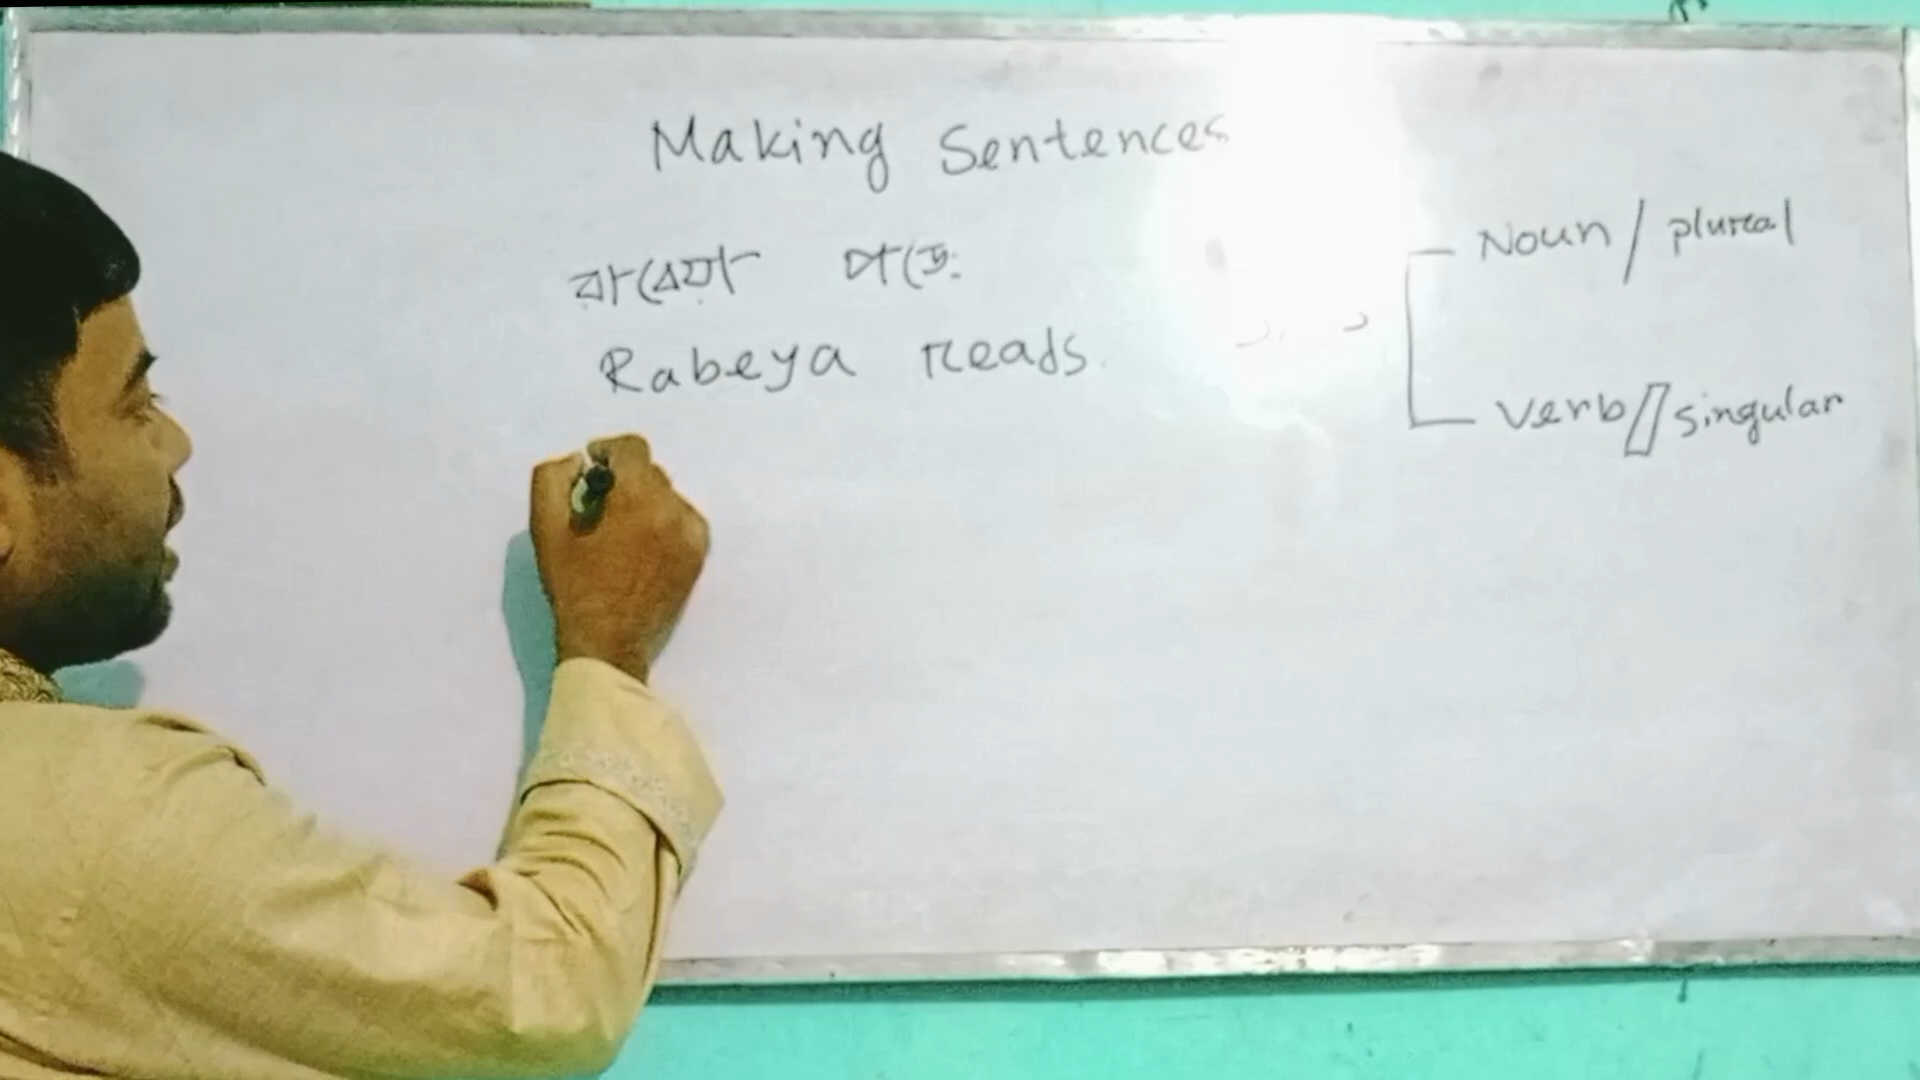 Making Sentences
রাবেয়া পড়ে।
Rabeya reads.
Noun / plural
verb // singular